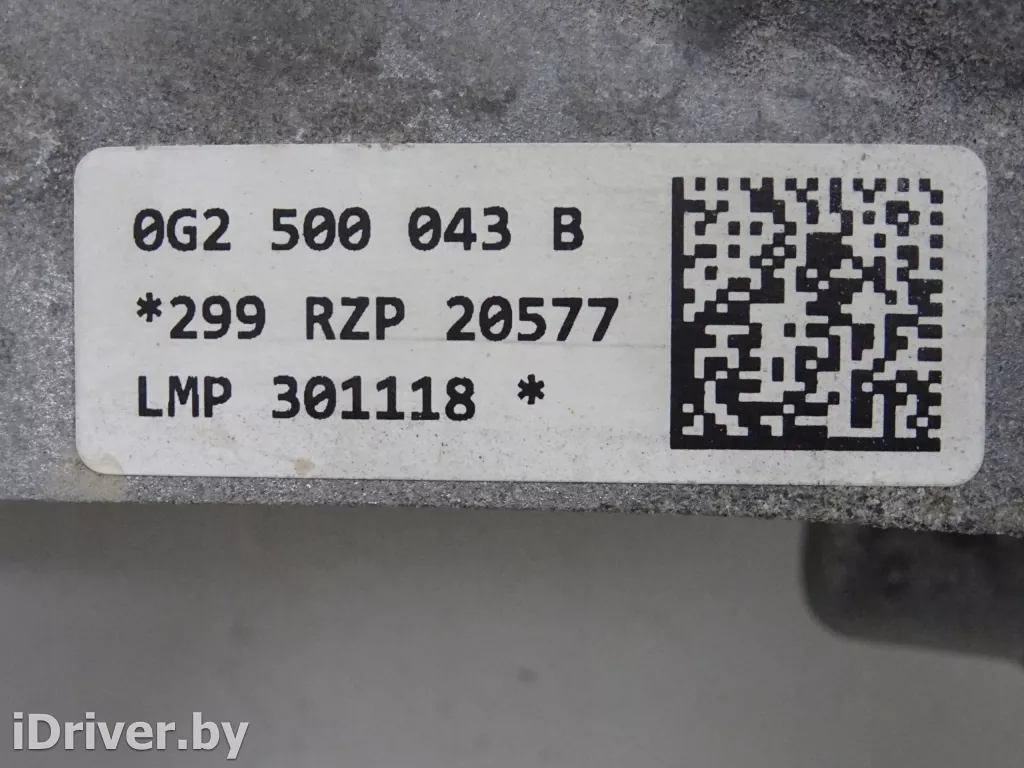 0G2 500 043 B
*299 RZP 20577
LMP 301118 *
iDriver.by